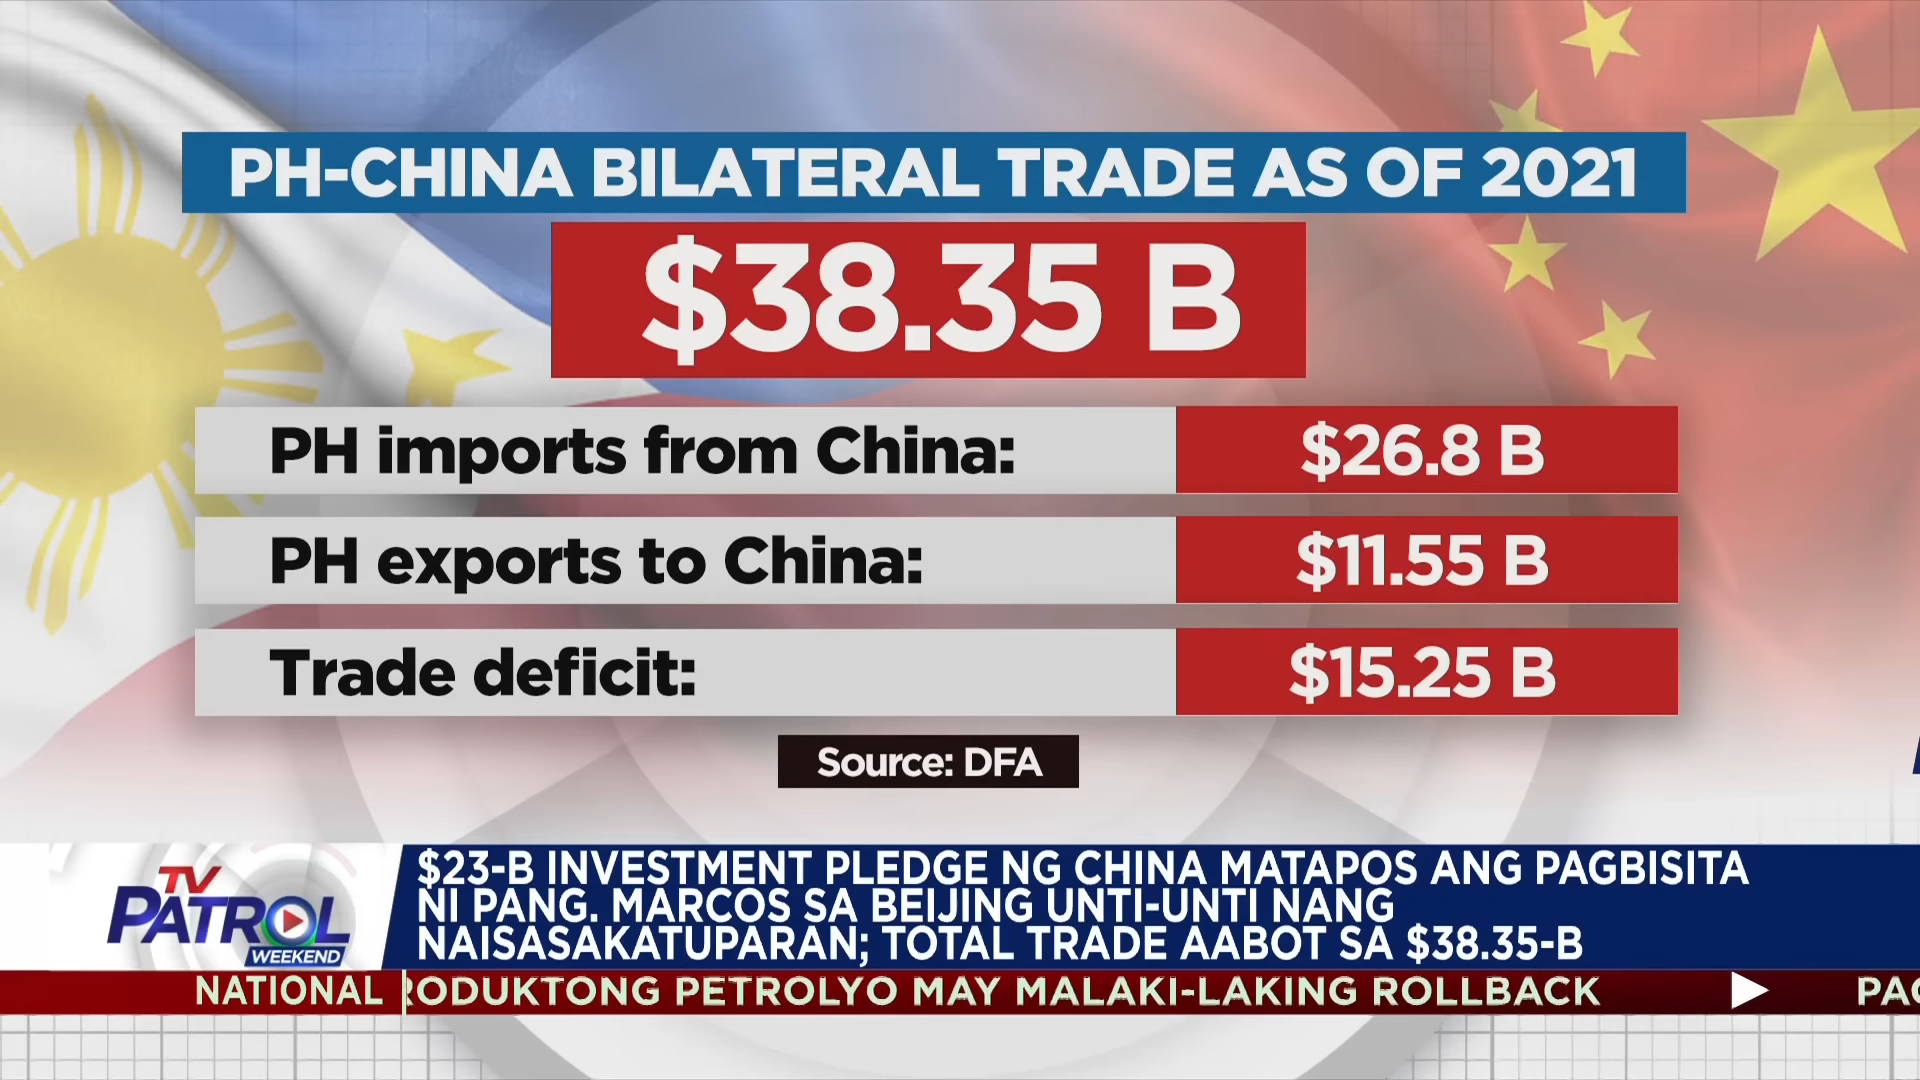 PH-CHINA BILATERAL TRADE AS OF 2021
$38.35 B
PH imports from China: $26.8 B
PH exports to China: $11.55 B
Trade deficit: $15.25 B
Source: DFA
TV
PATROL
WEEKEND
$23-B INVESTMENT PLEDGE NG CHINA MATAPOS ANG PAGBISITA
NI PANG. MARCOS SA BEIJING UNTI-UNTI NANG
NAISASAKATUPARAN; TOTAL TRADE AABOT SA $38.35-B
NATIONAL RODUKTONG PETROLYO MAY MALAKI-LAKING ROLLBACK